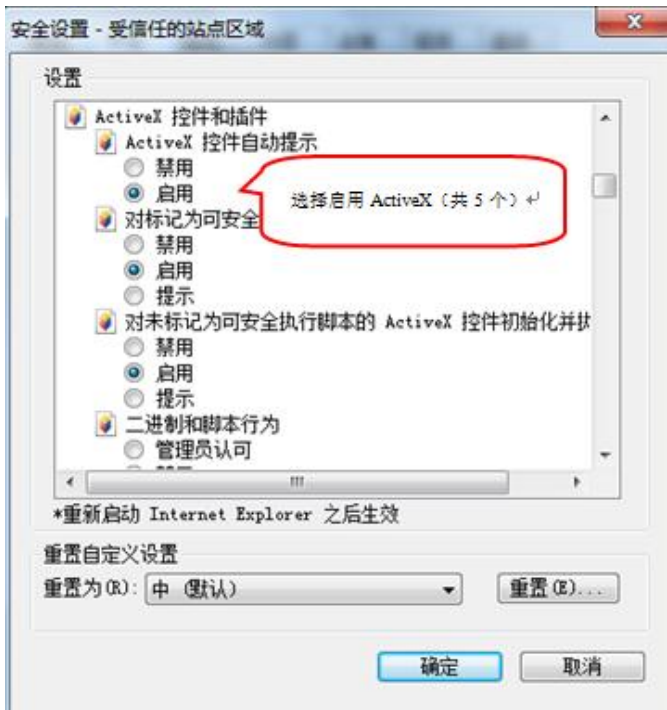 安全设置 - 受信任的站点区域
设置
ActiveX 控件和插件
ActiveX 控件自动提示
禁用
启用
选择启用 ActiveX（共 5 个）↵
对标记为可安全
禁用
启用
提示
对未标记为可安全执行脚本的 ActiveX 控件初始化并执
禁用
启用
提示
二进制和脚本行为
管理员认可
*重新启动 Internet Explorer 之后生效
重置自定义设置
重置为(R): 中 (默认)
重置(E)...
确定
取消